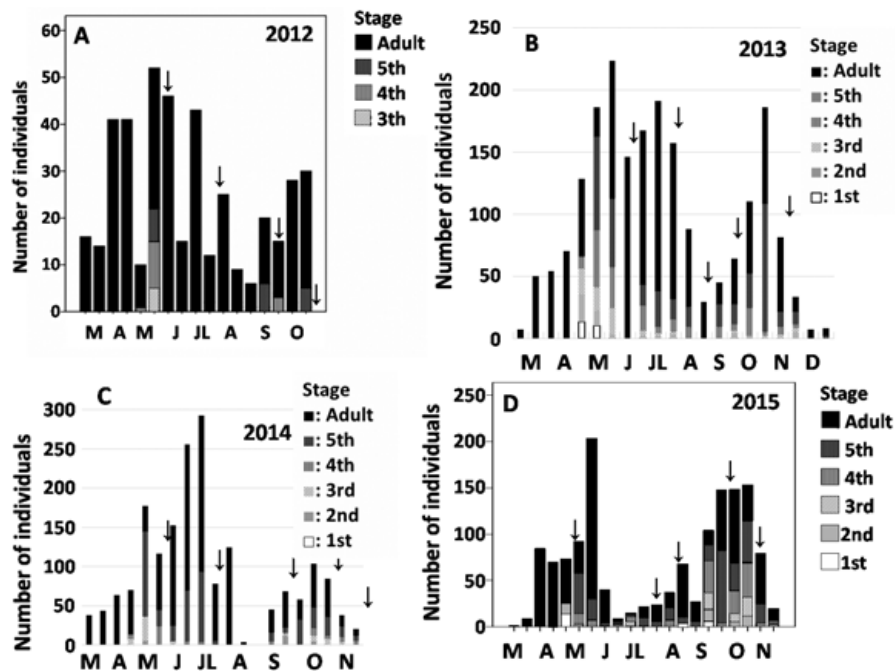 A
2012
Stage
Adult
5th
4th
3th
Number of individuals
60
50
40
30
20
10
0
M A M J JL A S O
B
2013
Stage
: Adult
: 5th
: 4th
: 3rd
: 2nd
: 1st
Number of individuals
250
200
150
100
50
0
M A M J JL A S O N D
C
2014
Stage
: Adult
: 5th
: 4th
: 3rd
: 2nd
: 1st
Number of individuals
300
250
200
150
100
50
0
M A M J JL A S O N
D
2015
Stage
Adult
5th
4th
3rd
2nd
1st
Number of individuals
250
200
150
100
50
0
M A M J JL A S O N